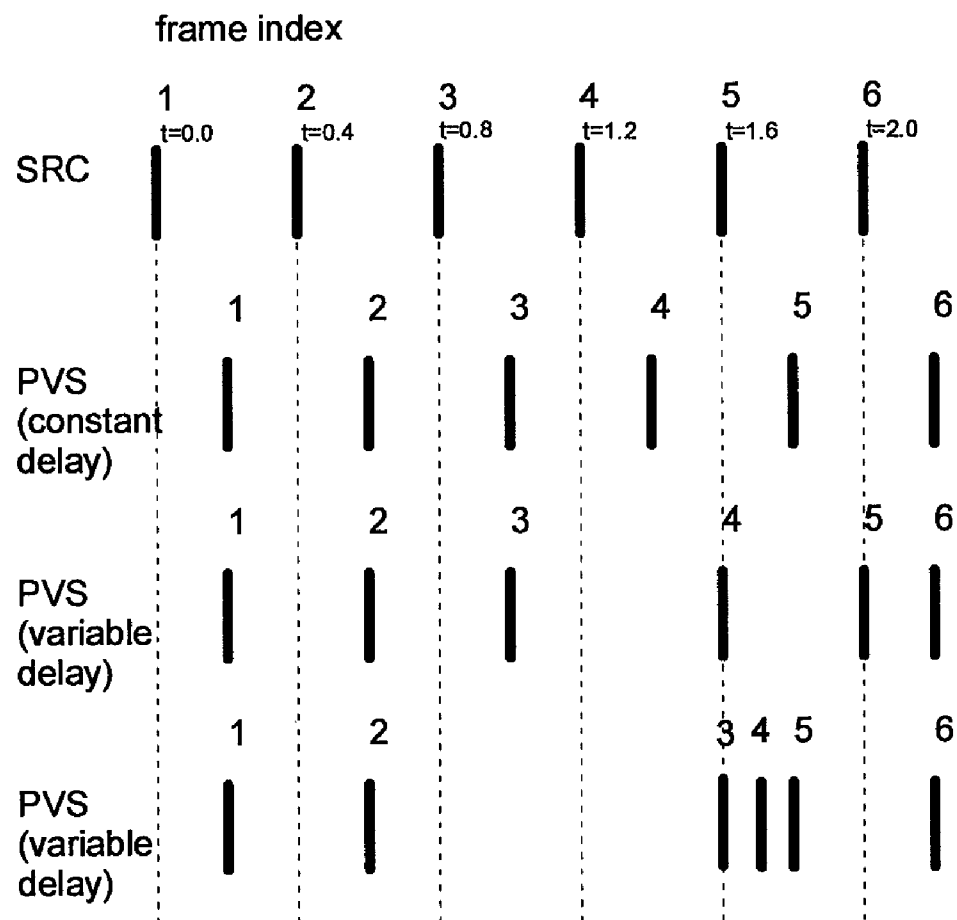 frame index
1 2 3 4 5 6
t=0.0 t=0.4 t=0.8 t=1.2 t=1.6 t=2.0
SRC
1 2 3 4 5 6
PVS
(constant
delay)
1 2 3 4 5 6
PVS
(variable
delay)
1 2 3 4 5 6
PVS
(variable
delay)